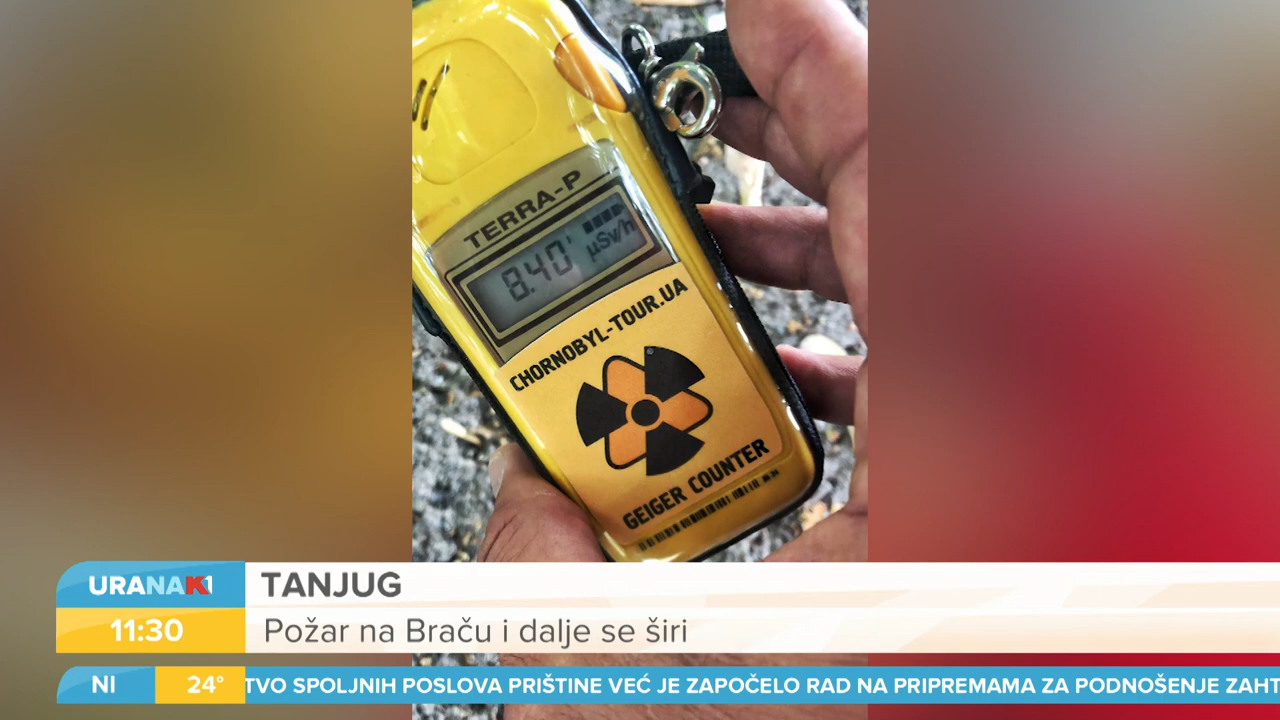 TERRA-P
8.40 µSv/h
CHORNOBYL-TOUR.UA
GEIGER COUNTER
URANAK1
TANJUG
11:30
Požar na Braču i dalje se širi
NI
24°
TVO SPOLJNIH POSLOVA PRIŠTINE VEĆ JE ZAPOČELO RAD NA PRIPREMAMA ZA PODNOŠENJE ZAHT